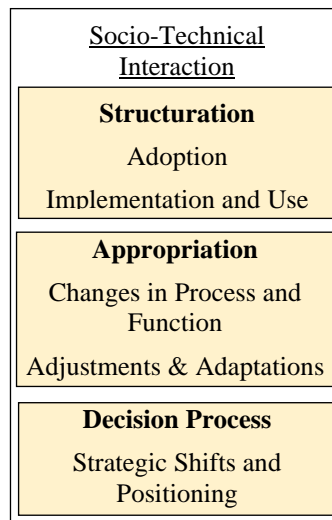 Socio-Technical
Interaction
Structuration
Adoption
Implementation and Use
Appropriation
Changes in Process and
Function
Adjustments & Adaptations
Decision Process
Strategic Shifts and
Positioning